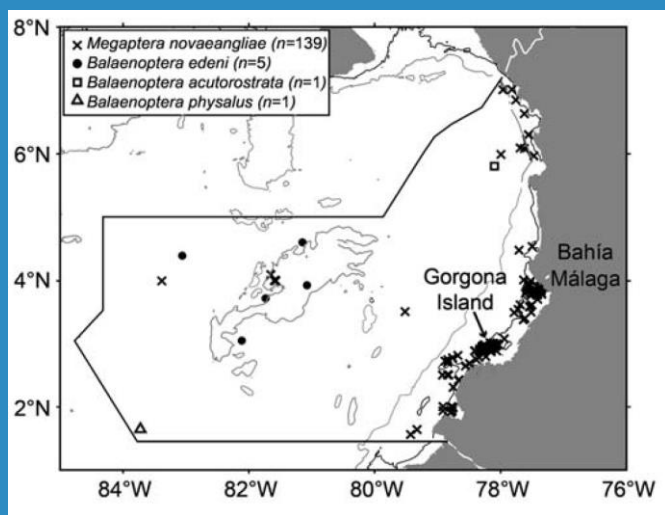 8°N
6°N
4°N
2°N
× Megaptera novaeangliae (n=139)
● Balaenoptera edeni (n=5)
□ Balaenoptera acutorostrata (n=1)
△ Balaenoptera physalus (n=1)
Bahía
Málaga
Gorgona
Island
84°W
82°W
80°W
78°W
76°W